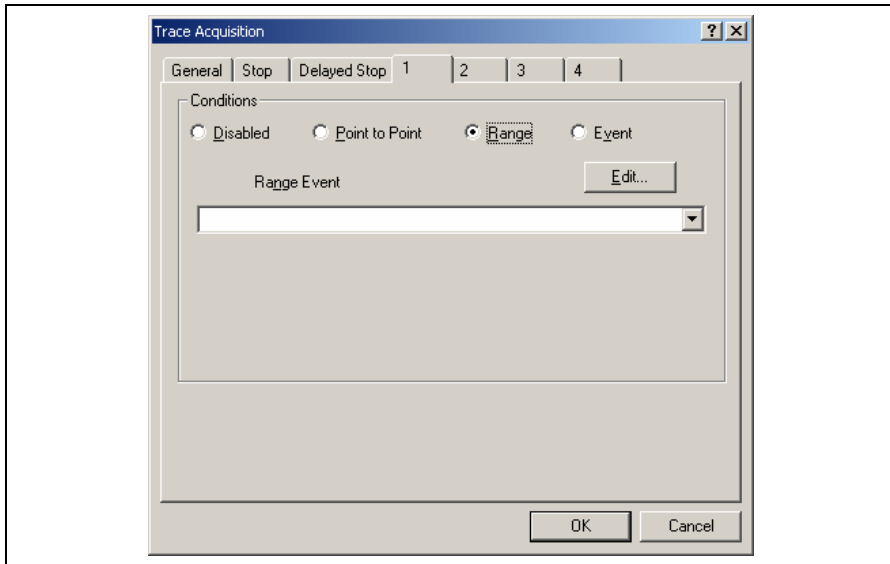 Trace Acquisition
General Stop Delayed Stop 1 2 3 4
Conditions
Disabled Point to Point Range Event
Range Event Edit...
OK Cancel